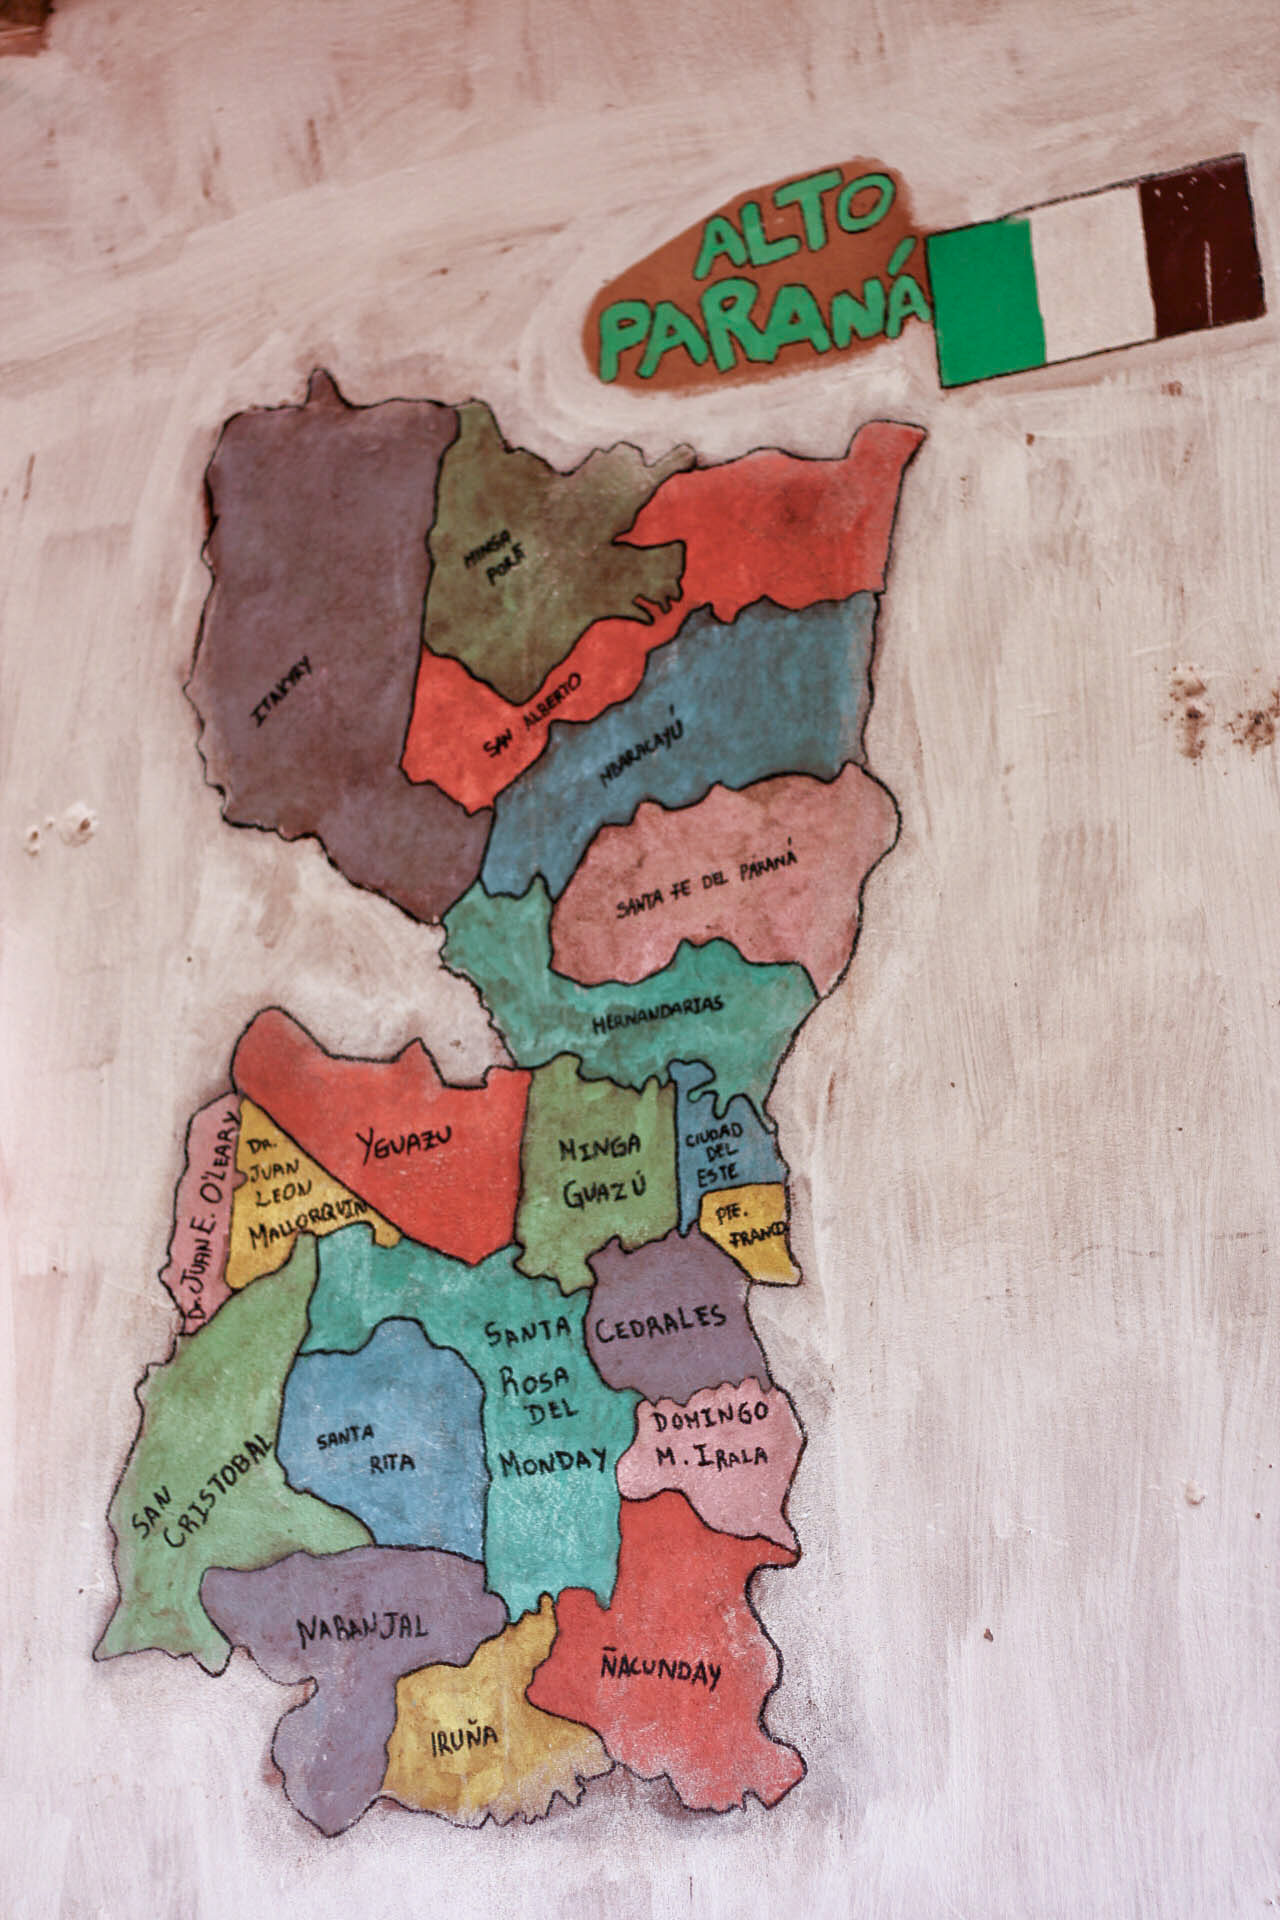 ALTO
PARANÁ
MINGA
PORÃ
ITAKYRY
SAN ALBERTO
MBARACAYÚ
SANTA FE DEL PARANÁ
HERNANDARIAS
YGUAZU
MINGA
GUAZÚ
CIUDAD
DEL
ESTE
PTE.
FRANCO
DR.
JUAN
LEON
MALLORQUIN
Dr. JUAN E. O'LEARY
SANTA
ROSA
DEL
MONDAY
CEDRALES
DOMINGO
M. IRALA
SANTA
RITA
SAN
CRISTOBAL
NARANJAL
ÑACUNDAY
IRUÑA